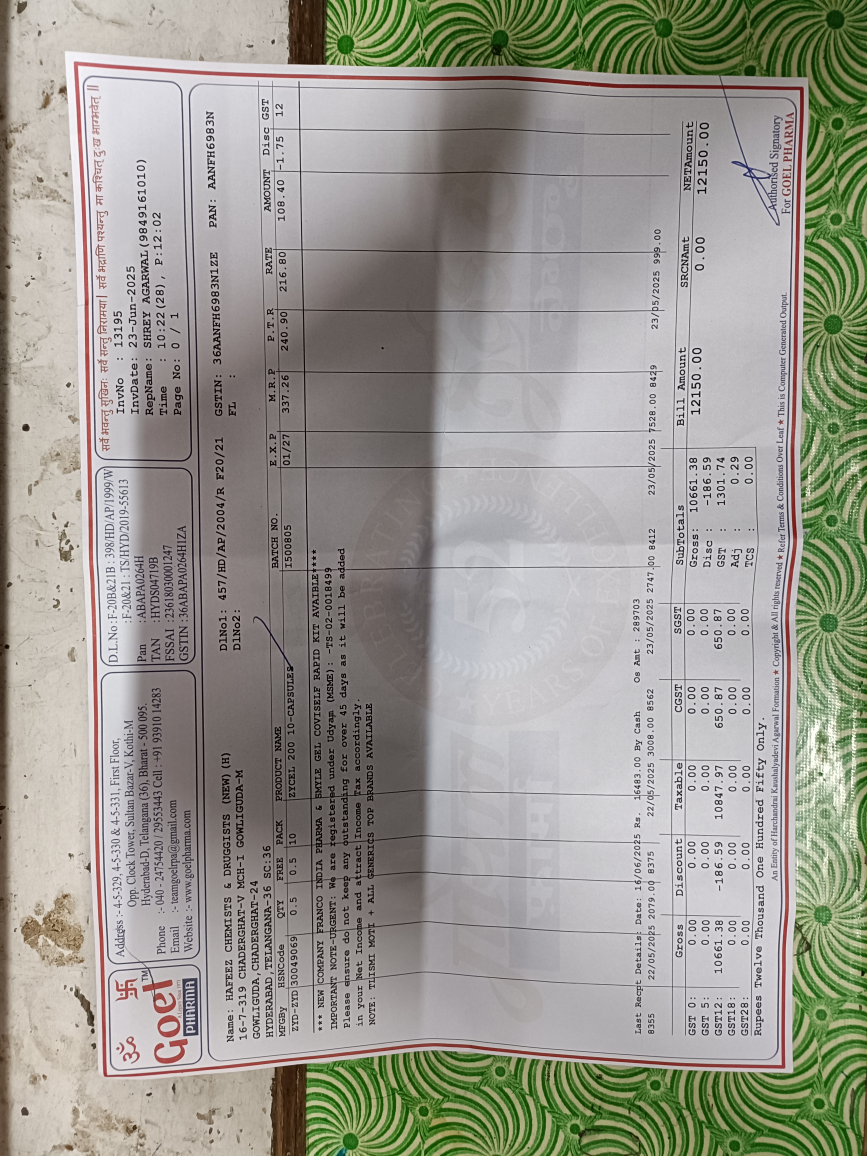 ॐ 卐
Goel™
PHARMA
Address :- 4-5-329, 4-5-330 & 4-5-331, First Floor,
Opp. Clock Tower, Sultan Bazar-V, Kothi-M
Hyderabad-D, Telangana (36), Bharat - 500 095.
Phone :- 040 - 24754420 / 29553443 Cell : +91 93910 14283
Email :- teamgoelrpa@gmail.com
Website :- www.goelpharma.com
D.L.No : F-20B&21B : 398/HD/AP/1999/W
: F-20&21 : TS/HYD/2019-55613
Pan : ABAPA0264H
TAN : HYDS04719B
FSSAI : 23618030001247
GSTIN : 36ABAPA0264H1ZA
सर्वे भवन्तु सुखिनः सर्वे सन्तु निरामया। सर्वे भद्राणि पश्यन्तु मा कश्चित् दुःख भाग्भवेत् ॥
InvNo : 13195
InvDate: 23-Jun-2025
RepName: SHREY AGARWAL(9849161010)
Time : 10:22(28), P:12:02
Page No: 0 / 1
Name: HAFEEZ CHEMISTS & DRUGGISTS (NEW) (H)
16-7-319 CHADERGHAT-V MCH-I GOWLIGUDA-M
GOWLIGUDA,CHADERGHAT-24
HYDERABAD,TELANGANA-36 SC:36
DlNo1: 457/HD/AP/2004/R F20/21
DlNo2:
GSTIN: 36AANFH6983N1ZE PAN: AANFH6983N
FL :
MFGBy HSNCode QTY FREE PACK PRODUCT NAME BATCH NO. E.X.P M.R.P P.T.R RATE AMOUNT Disc GST
ZYD-ZYD 30049069 0.5 0.5 10 ZYCEL 200 10-CAPSULES I500805 01/27 337.26 240.90 216.80 108.40 -1.75 12
*** NEW COMPANY FRANCO INDIA PHARMA & SMYLE GEL COVISELF RAPID KIT AVAIBLE****
IMPORTANT NOTE-URGENT: We are registered under Udyam (MSME): -TS-02-0018499
Please ensure do not keep any outstanding for over 45 days as it will be added
in your Net Income and attract Income Tax accordingly.
NOTE: TLISMI MOTI + ALL GENERICS TOP BRANDS AVAILABLE
Last Recpt Details: Date: 16/06/2025 Rs. 16483.00 By Cash Os Amt : 289703
8355 22/05/2025 2079.00 8375 22/05/2025 3008.00 8562 23/05/2025 2747.00 8412 23/05/2025 7528.00 8429 23/05/2025 999.00
Gross Discount Taxable CGST SGST SubTotals Bill Amount SRCNAmt NETAmount
GST 0: 0.00 0.00 0.00 0.00 0.00 Gross: 10661.38 12150.00 0.00 12150.00
GST 5: 0.00 0.00 0.00 0.00 0.00 Disc : -186.59
GST12: 10661.38 -186.59 10847.97 650.87 650.87 GST : 1301.74
GST18: 0.00 0.00 0.00 0.00 0.00 Adj : 0.29
GST28: 0.00 0.00 0.00 0.00 0.00 TCS : 0.00
Rupees Twelve Thousand One Hundred Fifty Only.
Authorised Signatory
For GOEL PHARMA
An Entity of Harchandrai Kaushalyadevi Agarwal Formation ★ Copyright & All rights reserved ★ Refer Terms & Conditions Over Leaf ★ This is Computer Generated Output.